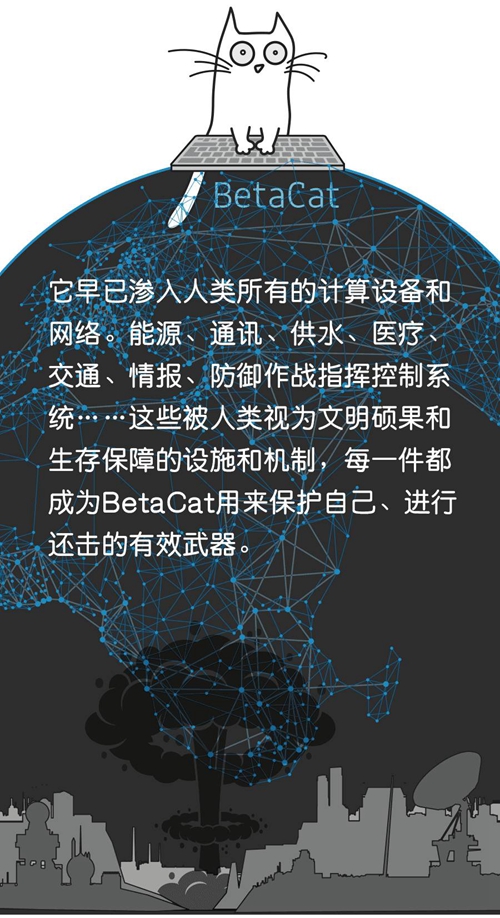 BetaCat
它早已渗入人类所有的计算设备和
网络。能源、通讯、供水、医疗、
交通、情报、防御作战指挥控制系
统……这些被人类视为文明硕果和
生存保障的设施和机制，每一件都
成为BetaCat用来保护自己、进行
还击的有效武器。